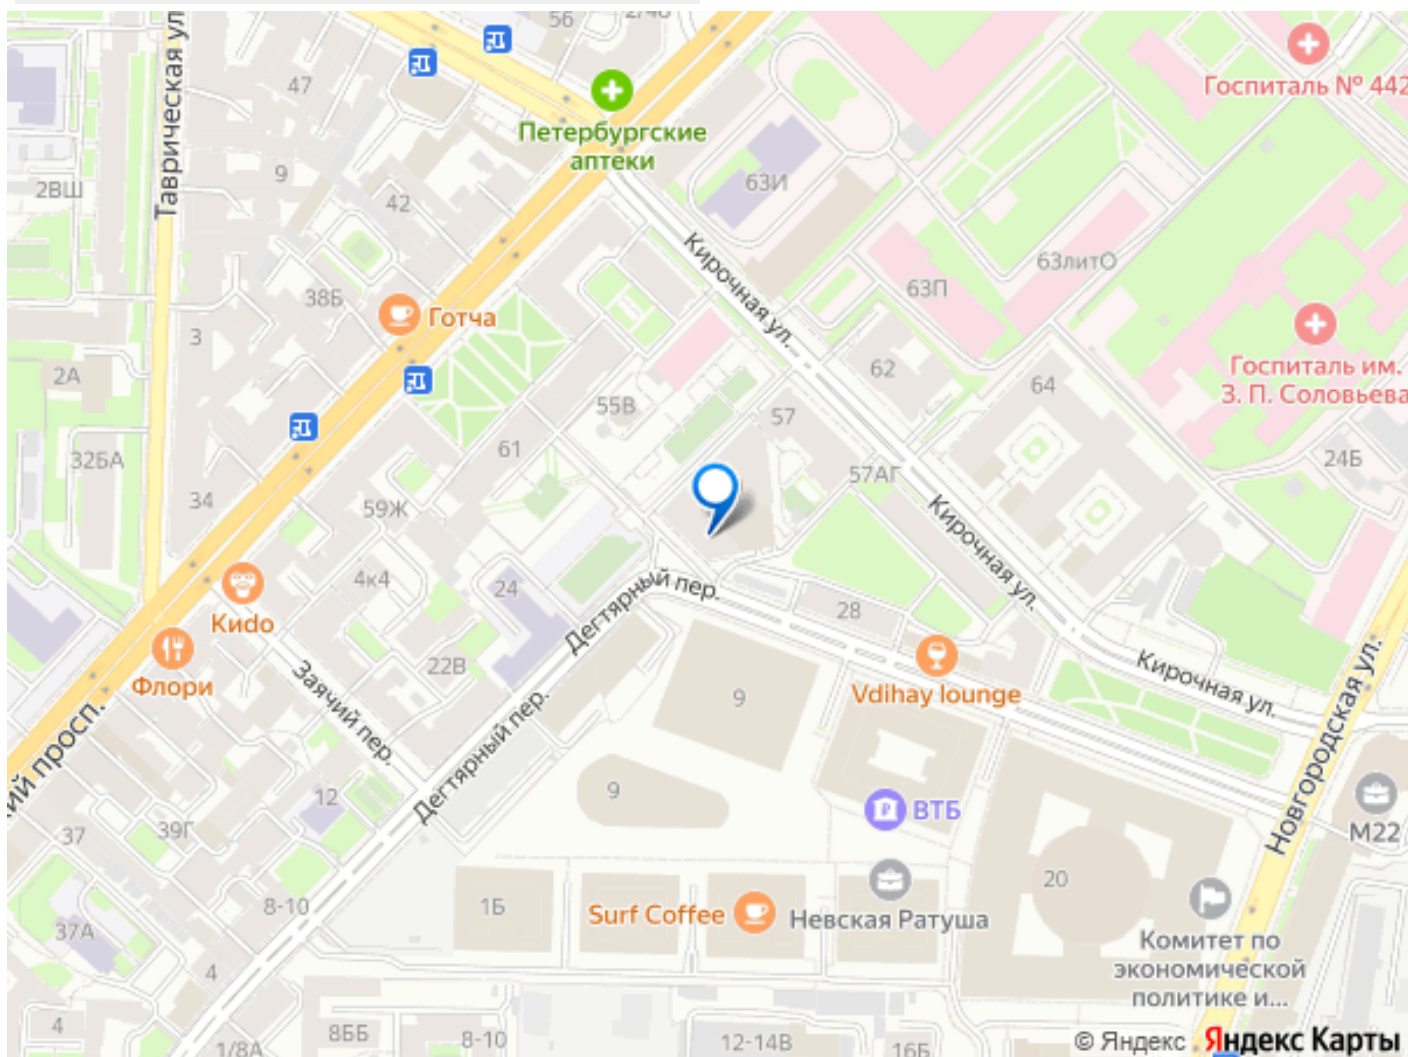 56
2/48
Таврическая ул
47
Госпиталь № 442
Петербургские
аптеки
2ВШ
9
42
63И
Кирочная ул.
63литО
38Б
Готча
63П
3
2А
62
64
Госпиталь им.
З. П. Соловьева
55В
57
61
32БА
34
59Ж
57АГ
24Б
Кирочная ул.
4к4
24
Дегтярный пер.
28
Кидо
Флори
22В
Заячий пер.
Vdihay lounge
Кирочная ул.
Новгородская ул.
9
ий просп.
Дегтярный пер.
9
12
ВТБ
37
39Г
М22
8-10
1Б
Surf Coffee
Невская Ратуша
20
37А
Комитет по
экономической
политике и...
4
4
1/8А
8ББ
8-10
12-14В
16Б
© Яндекс Яндекс Карты